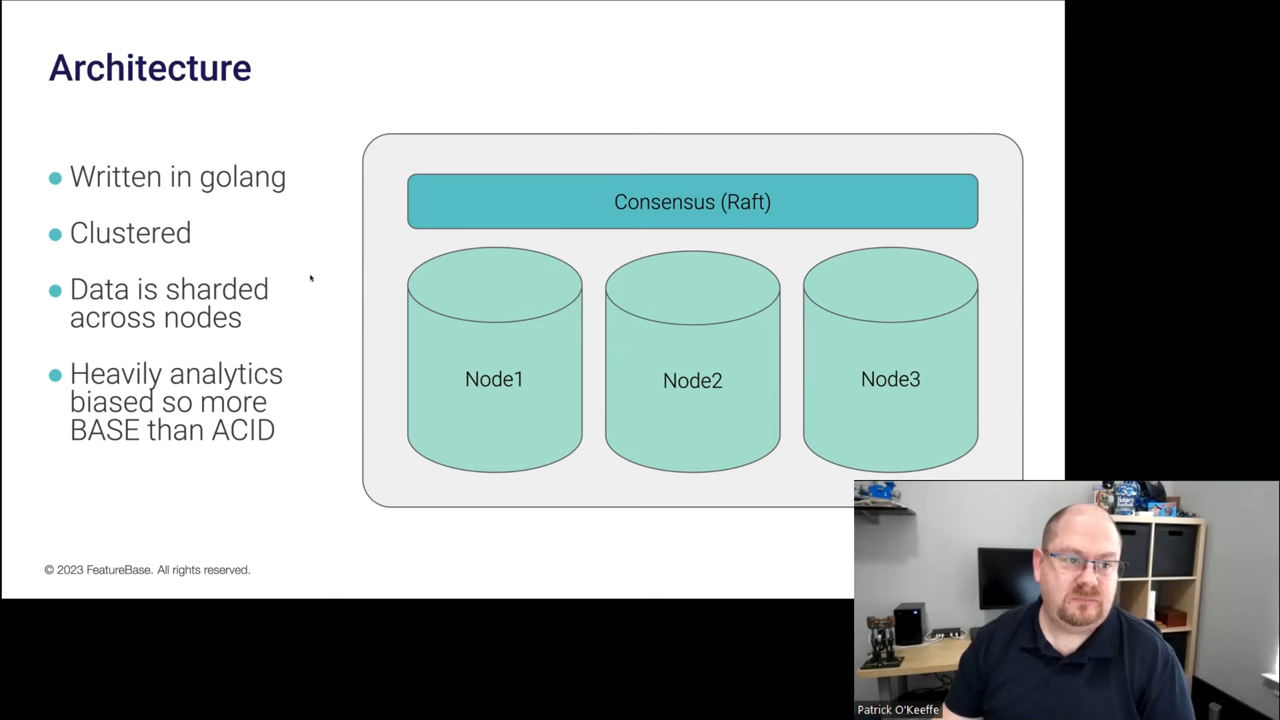 Architecture
Written in golang
Clustered
Data is sharded
across nodes
Heavily analytics
biased so more
BASE than ACID
Consensus (Raft)
Node1
Node2
Node3
© 2023 FeatureBase. All rights reserved.
Patrick O'Keeffe